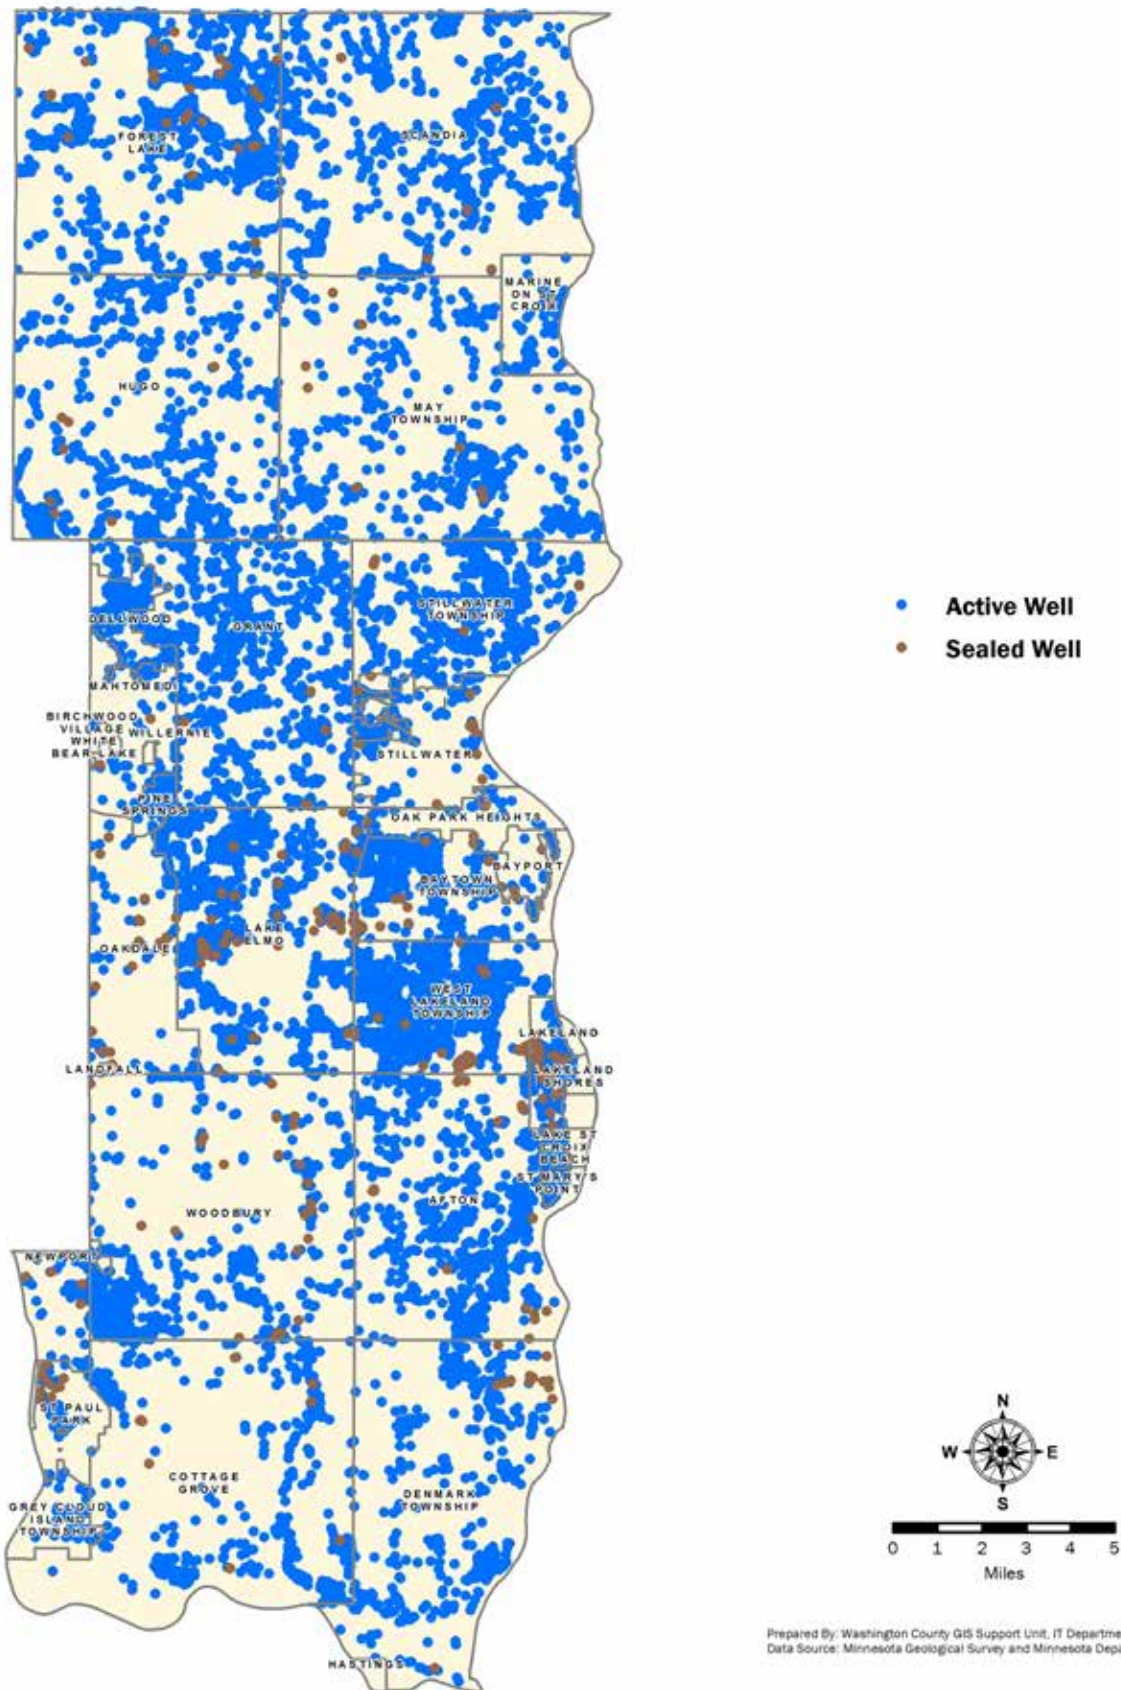 FOREST
LAKE
SCANDIA
MARINE
ON ST
CROIX
HUGO
MAY
TOWNSHIP
DELLWOOD
GRANT
STILLWATER
TOWNSHIP
MAHTOMEDI
BIRCHWOOD
VILLAGE
WHITE
BEAR LAKE
WILLERNIE
STILLWATER
PINE
SPRINGS
OAK PARK HEIGHTS
BAYPORT
BAYTOWN
TOWNSHIP
LAKE
ELMO
OAKDALE
WEST
LAKELAND
TOWNSHIP
LAKELAND
LANDFALL
LAKELAND
SHORES
LAKE ST
CROIX
BEACH
ST MARY'S
POINT
AFTON
WOODBURY
NEWPORT
ST PAUL
PARK
COTTAGE
GROVE
DENMARK
TOWNSHIP
GREY CLOUD
ISLAND
TOWNSHIP
HASTINGS
Active Well
Sealed Well
N
W E
S
0 1 2 3 4 5
Miles
Prepared By: Washington County GIS Support Unit, IT Departme
Data Source: Minnesota Geological Survey and Minnesota Depa